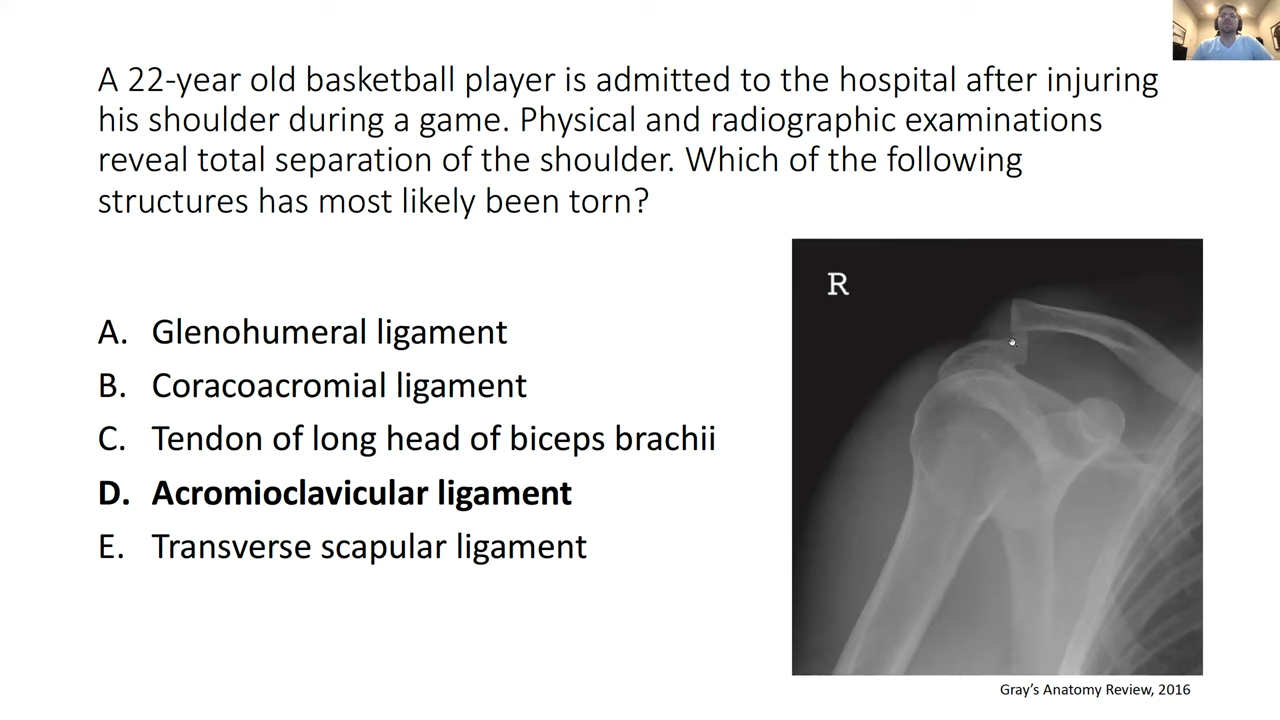 A 22-year old basketball player is admitted to the hospital after injuring
his shoulder during a game. Physical and radiographic examinations
reveal total separation of the shoulder. Which of the following
structures has most likely been torn?
R
A. Glenohumeral ligament
B. Coracoacromial ligament
C. Tendon of long head of biceps brachii
D. Acromioclavicular ligament
E. Transverse scapular ligament
Gray's Anatomy Review, 2016